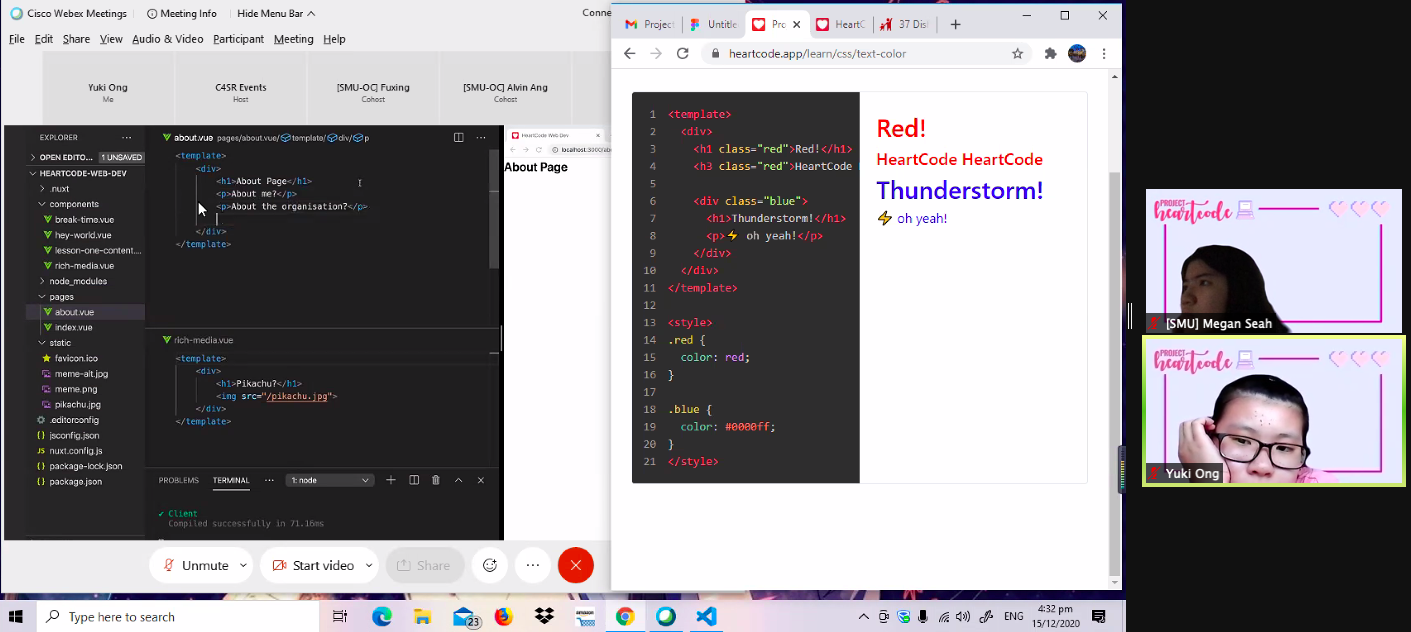 Cisco Webex Meetings
Meeting Info
Hide Menu Bar
Conne
File Edit Share View Audio & Video Participant Meeting Help
Yuki Ong
Me
C4SR Events
Host
[SMU-OC] Fuxing
Cohost
[SMU-OC] Alvin Ang
Cohost
EXPLORER
OPEN EDITO... 1 UNSAVED
HEARTCODE-WEB-DEV
.nuxt
components
break-time.vue
hey-world.vue
lesson-one-content....
rich-media.vue
node_modules
pages
about.vue
index.vue
static
favicon.ico
meme-alt.jpg
meme.png
pikachu.jpg
.editorconfig
jsconfig.json
nuxt.config.js
package-lock.json
package.json
about.vue pages/about.vue/template/div/p
<template>
<div>
<h1>About Page</h1>
<p>About me?</p>
<p>About the organisation?</p>
</div>
</template>
rich-media.vue
<template>
<div>
<h1>Pikachu?</h1>
<img src="/pikachu.jpg">
</div>
</template>
PROBLEMS TERMINAL ... 1: node
✔ Client
Compiled successfully in 71.16ms
HeartCode Web Dev
localhost:3000/abo
About Page
Unmute
Start video
Share
Project
Untitle
Pro
HeartC
37 Dis
heartcode.app/learn/css/text-color
1 <template>
2 <div>
3 <h1 class="red">Red!</h1>
4 <h3 class="red">HeartCode
5
6 <div class="blue">
7 <h1>Thunderstorm!</h1>
8 <p>⚡ oh yeah!</p>
9 </div>
10 </div>
11 </template>
12
13 <style>
14 .red {
15 color: red;
16 }
17
18 .blue {
19 color: #0000ff;
20 }
21 </style>
Red!
HeartCode HeartCode
Thunderstorm!
⚡ oh yeah!
PROJECT
heartcode
[SMU] Megan Seah
PROJECT
heartcode
Yuki Ong
Type here to search
23
ENG
4:32 pm
15/12/2020